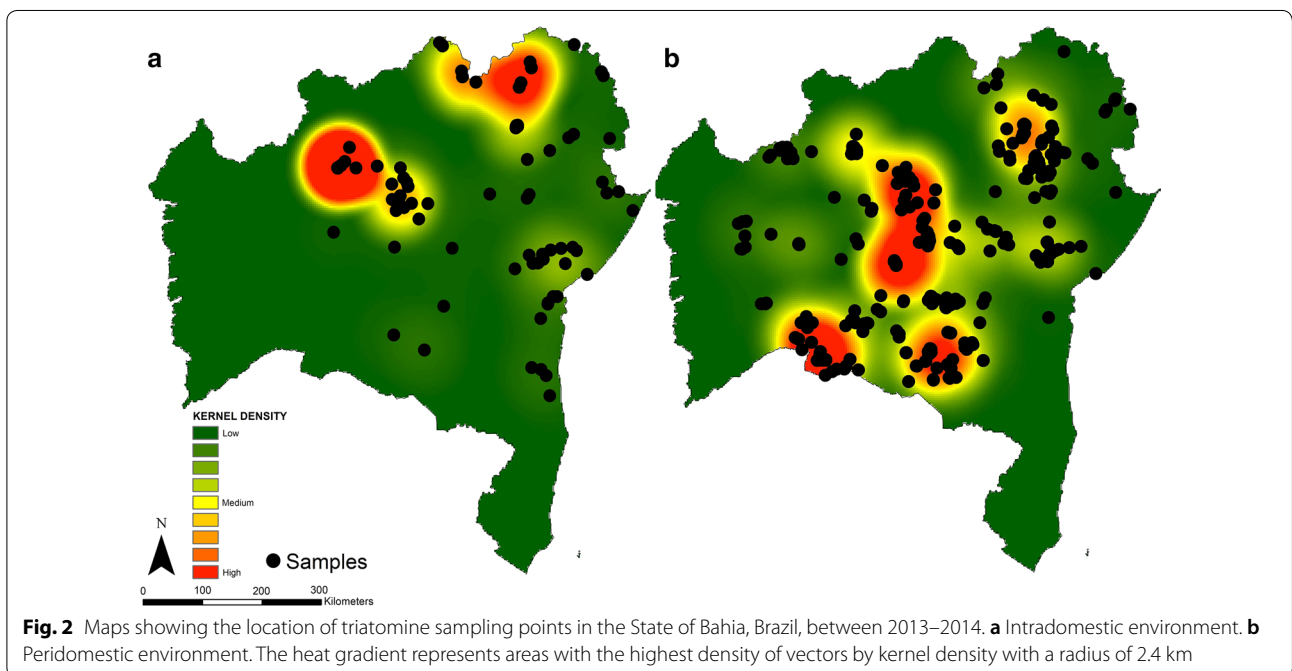 a
b
KERNEL DENSITY
Low
Medium
High
N
Samples
0 100 200 300
Kilometers
Fig. 2 Maps showing the location of triatomine sampling points in the State of Bahia, Brazil, between 2013–2014. a Intradomestic environment. b
Peridomestic environment. The heat gradient represents areas with the highest density of vectors by kernel density with a radius of 2.4 km